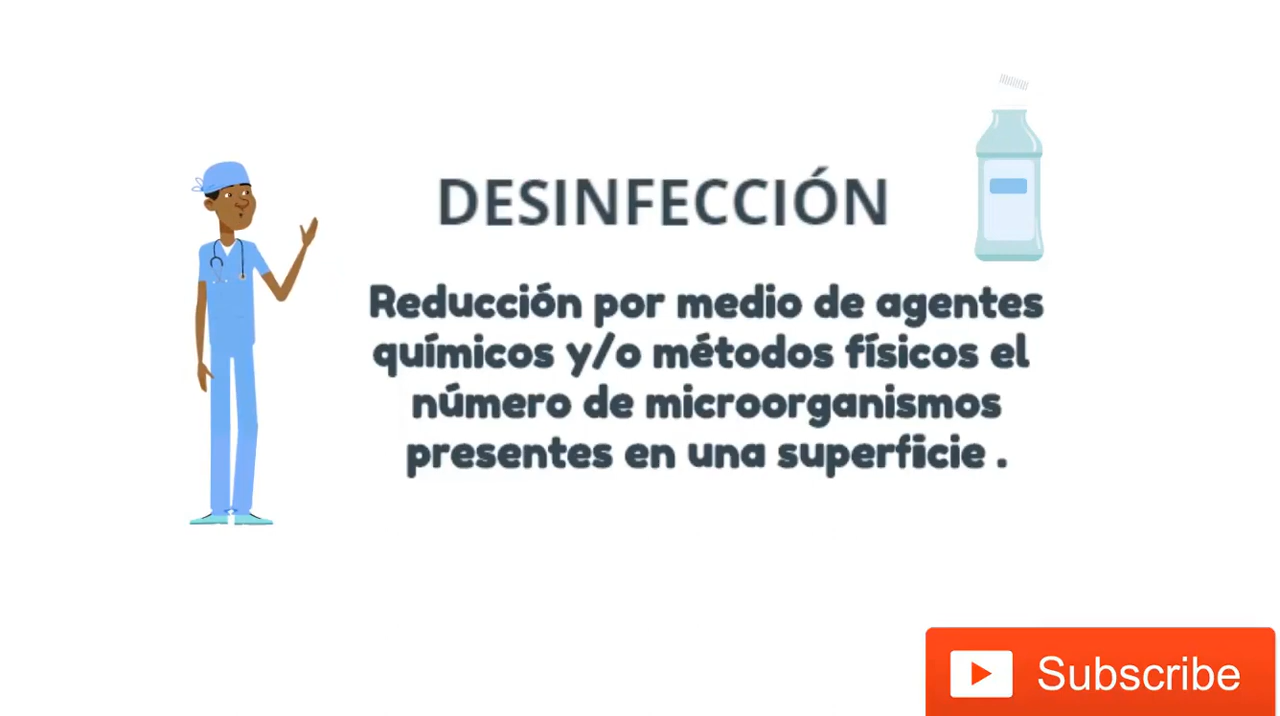 DESINFECCIÓN
Reducción por medio de agentes
químicos y/o métodos físicos el
número de microorganismos
presentes en una superficie .
Subscribe